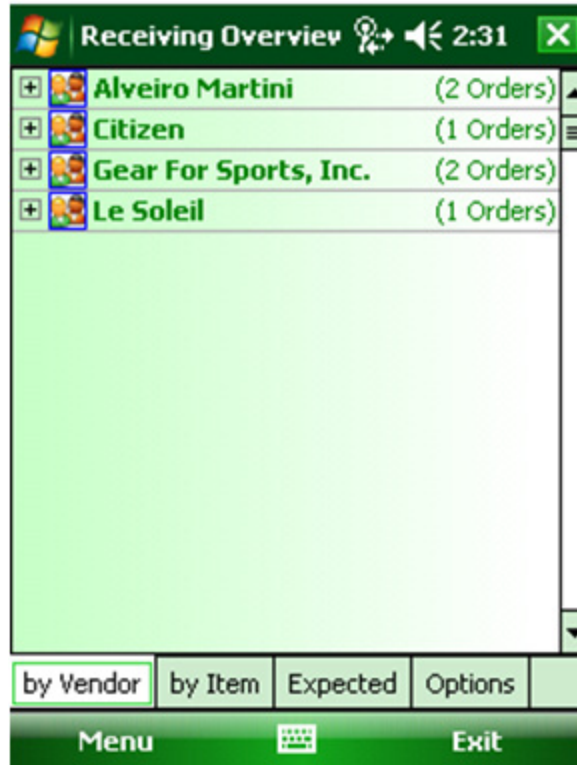 Receiving Overview 2:31
Alveiro Martini (2 Orders)
Citizen (1 Orders)
Gear For Sports, Inc. (2 Orders)
Le Soleil (1 Orders)
by Vendor by Item Expected Options
Menu Exit